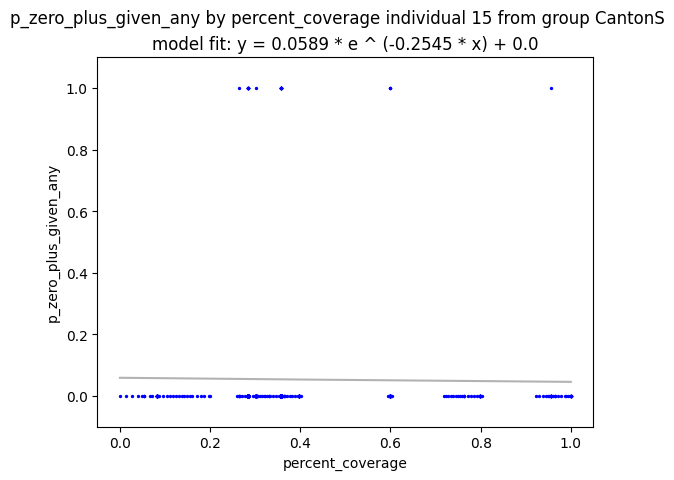 p_zero_plus_given_any by percent_coverage individual 15 from group CantonS
model fit: y = 0.0589 * e ^ (-0.2545 * x) + 0.0
1.0
0.8
0.6
0.4
0.2
0.0
p_zero_plus_given_any
0.0 0.2 0.4 0.6 0.8 1.0
percent_coverage